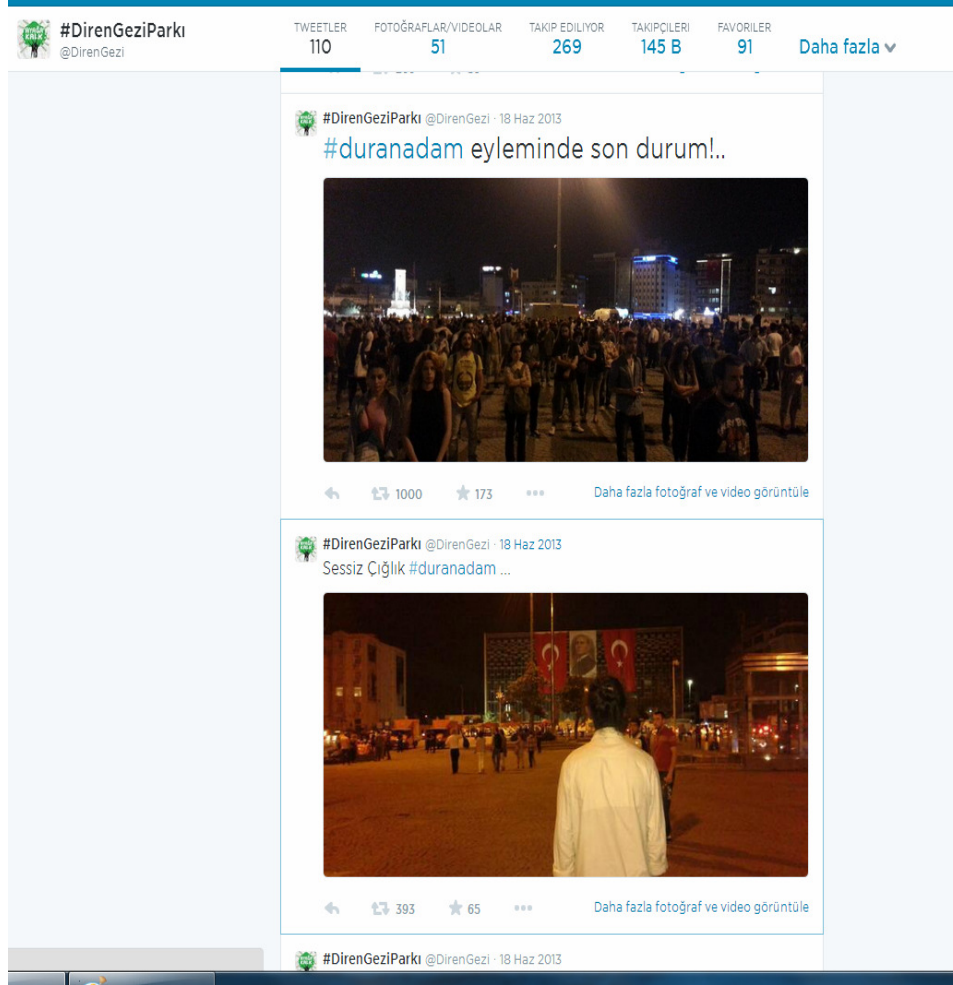 #DirenGeziParkı
@DirenGezi
TWEETLER
110
FOTOĞRAFLAR/VIDEOLAR
51
TAKIP EDILIYOR
269
TAKIPÇILERI
145 B
FAVORILER
91
Daha fazla
#DirenGeziParkı @DirenGezi · 18 Haz 2013
#duranadam eyleminde son durum!..
1000 173 Daha fazla fotoğraf ve video görüntüle
#DirenGeziParkı @DirenGezi · 18 Haz 2013
Sessiz Çığlık #duranadam ...
393 65 Daha fazla fotoğraf ve video görüntüle
#DirenGeziParkı @DirenGezi · 18 Haz 2013